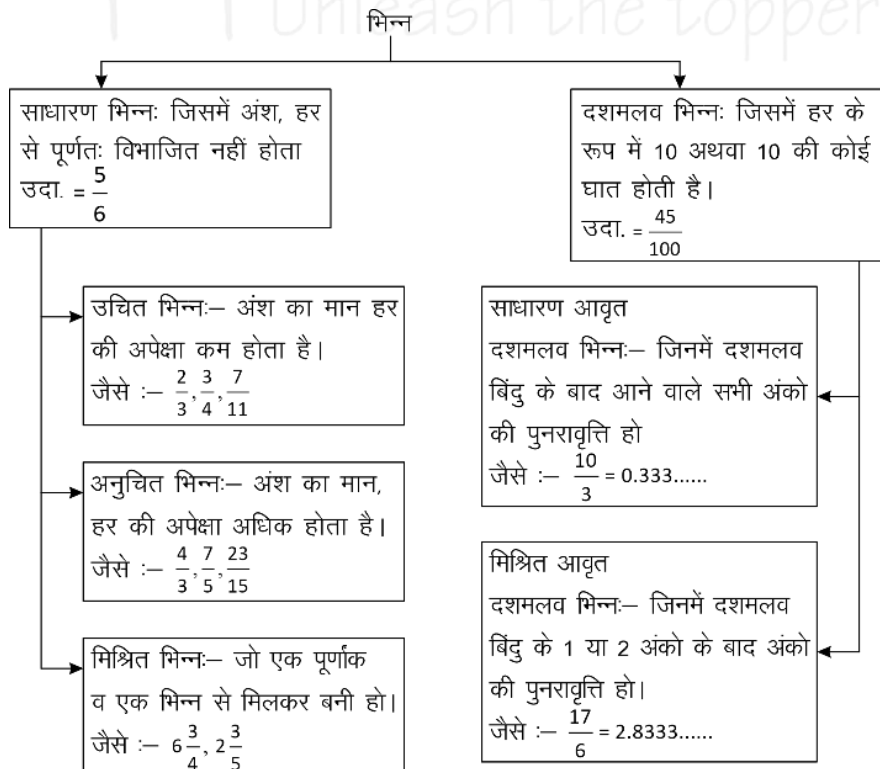 Unleash the topper
भिन्न
साधारण भिन्नः जिसमें अंश, हर
से पूर्णतः विभाजित नहीं होता
उदा. = 5/6
दशमलव भिन्नः जिसमें हर के
रूप में 10 अथवा 10 की कोई
घात होती है।
उदा. = 45/100
उचित भिन्नः– अंश का मान हर
की अपेक्षा कम होता है।
जैसे :– 2/3, 3/4, 7/11
अनुचित भिन्नः– अंश का मान,
हर की अपेक्षा अधिक होता है।
जैसे :– 4/3, 7/5, 23/15
मिश्रित भिन्नः– जो एक पूर्णांक
व एक भिन्न से मिलकर बनी हो।
जैसे :– 6 3/4, 2 3/5
साधारण आवृत
दशमलव भिन्नः– जिनमें दशमलव
बिंदु के बाद आने वाले सभी अंको
की पुनरावृत्ति हो
जैसे :– 10/3 = 0.333......
मिश्रित आवृत
दशमलव भिन्नः– जिनमें दशमलव
बिंदु के 1 या 2 अंको के बाद अंको
की पुनरावृत्ति हो।
जैसे :– 17/6 = 2.8333......